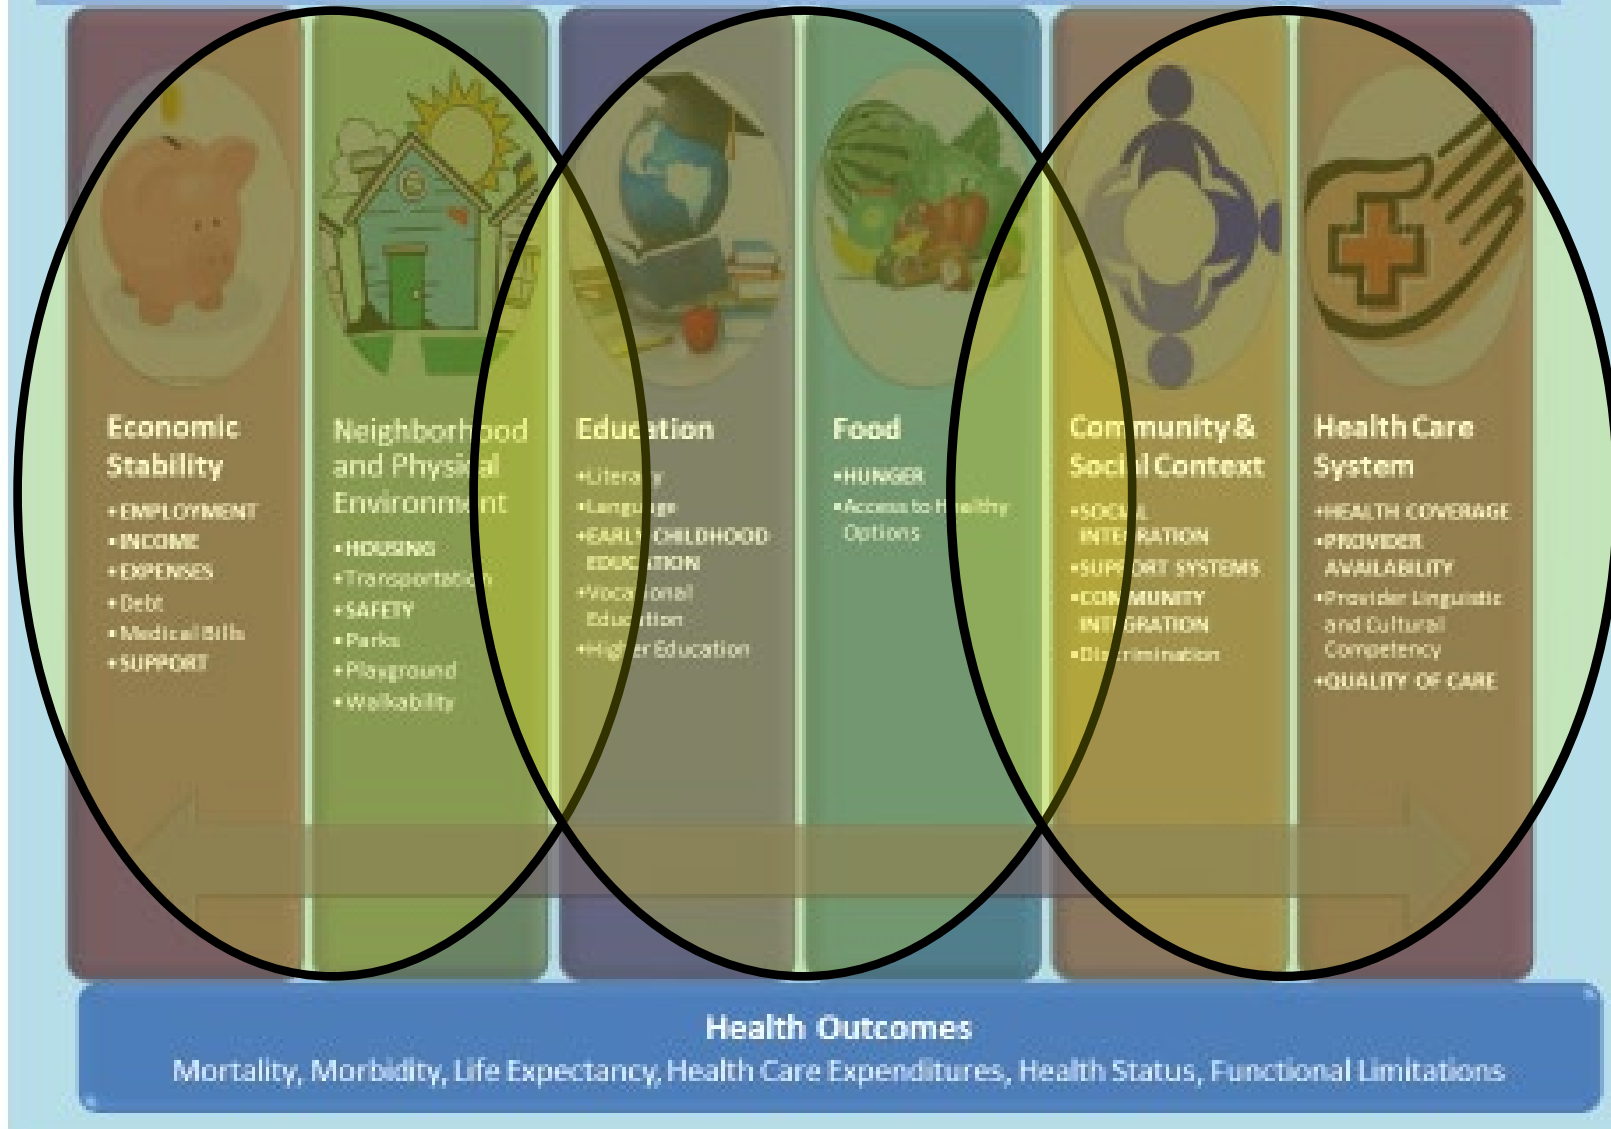 Economic
Stability
•EMPLOYMENT
•INCOME
•EXPENSES
•Debt
•Medical Bills
•SUPPORT
Neighborhood
and Physical
Environment
•HOUSING
•Transportation
•SAFETY
•Parks
•Playground
•Walkability
Education
•Literacy
•Language
•EARLY CHILDHOOD
EDUCATION
•Vocational
Education
•Higher Education
Food
•HUNGER
•Access to Healthy
Options
Community &
Social Context
•SOCIAL
INTEGRATION
•SUPPORT SYSTEMS
•COMMUNITY
INTEGRATION
•Discrimination
Health Care
System
•HEALTH COVERAGE
•PROVIDER
AVAILABILITY
•Provider Linguistic
and Cultural
Competency
•QUALITY OF CARE
Health Outcomes
Mortality, Morbidity, Life Expectancy, Health Care Expenditures, Health Status, Functional Limitations